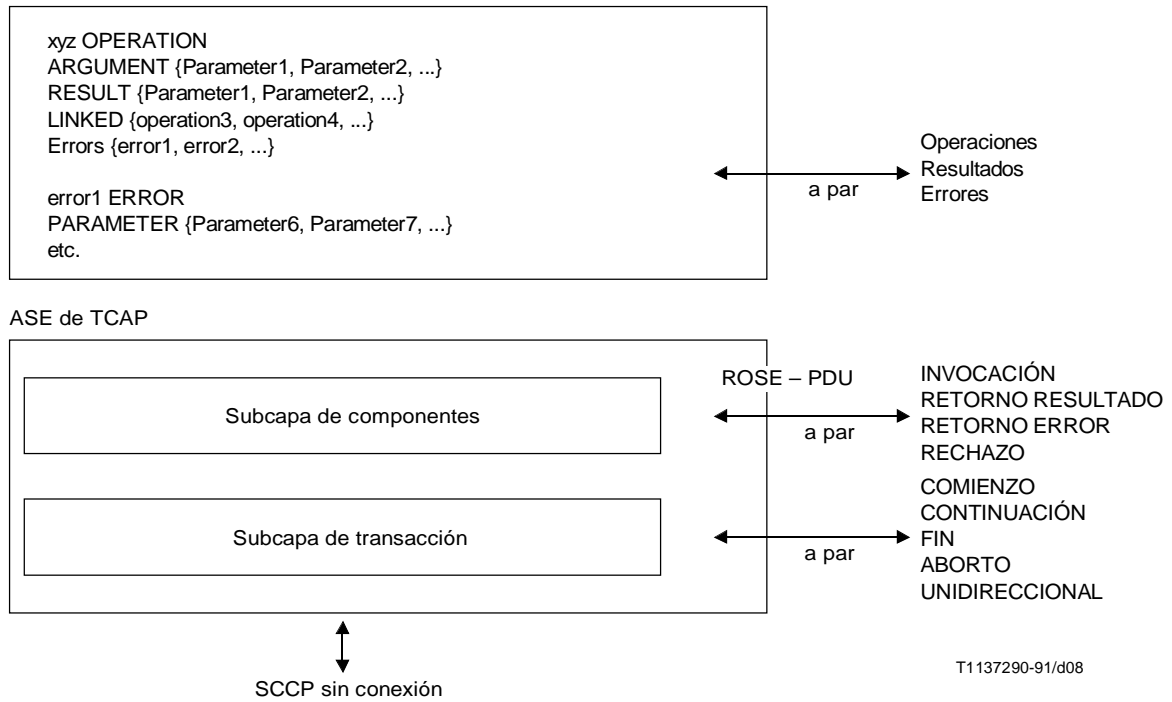 xyz OPERATION
ARGUMENT {Parameter1, Parameter2, ...}
RESULT {Parameter1, Parameter2, ...}
LINKED {operation3, operation4, ...}
Errors {error1, error2, ...}
error1 ERROR
PARAMETER {Parameter6, Parameter7, ...}
etc.
a par
Operaciones
Resultados
Errores
ASE de TCAP
Subcapa de componentes
ROSE – PDU
a par
INVOCACIÓN
RETORNO RESULTADO
RETORNO ERROR
RECHAZO
Subcapa de transacción
a par
COMIENZO
CONTINUACIÓN
FIN
ABORTO
UNIDIRECCIONAL
SCCP sin conexión
T1137290-91/d08